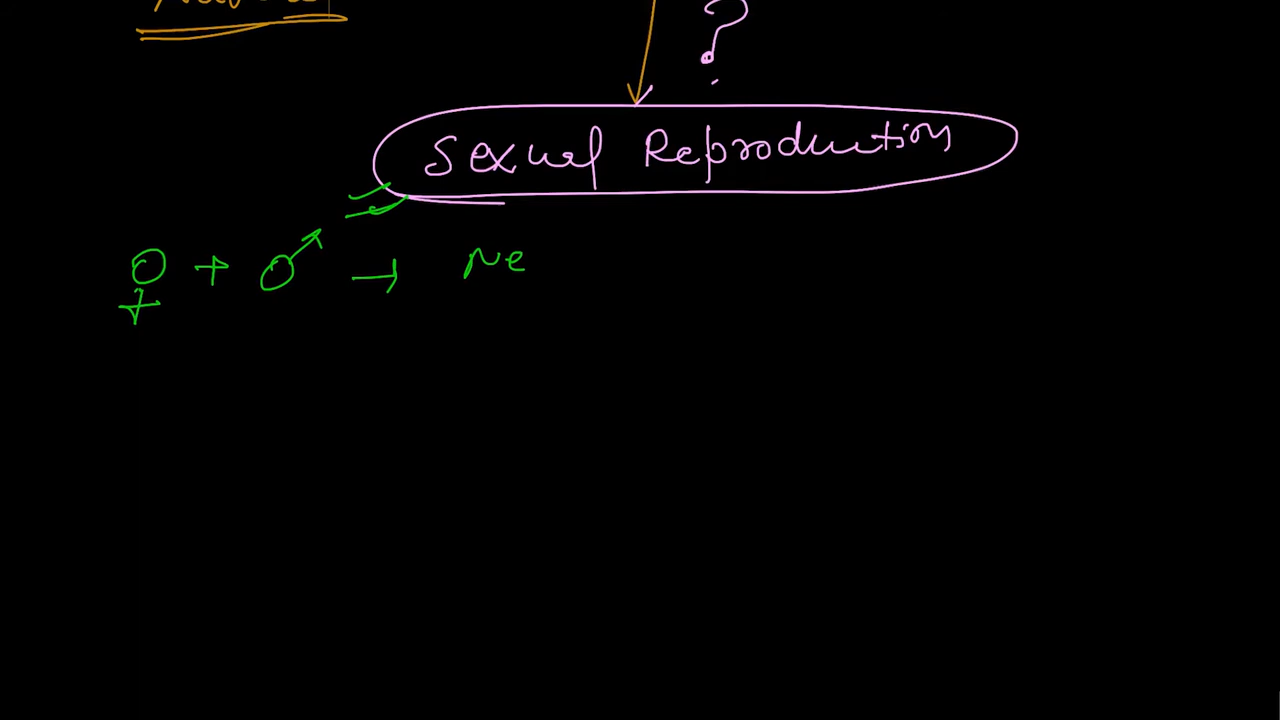 ?
Sexual Reproduction
♀ + ♂ → Ne